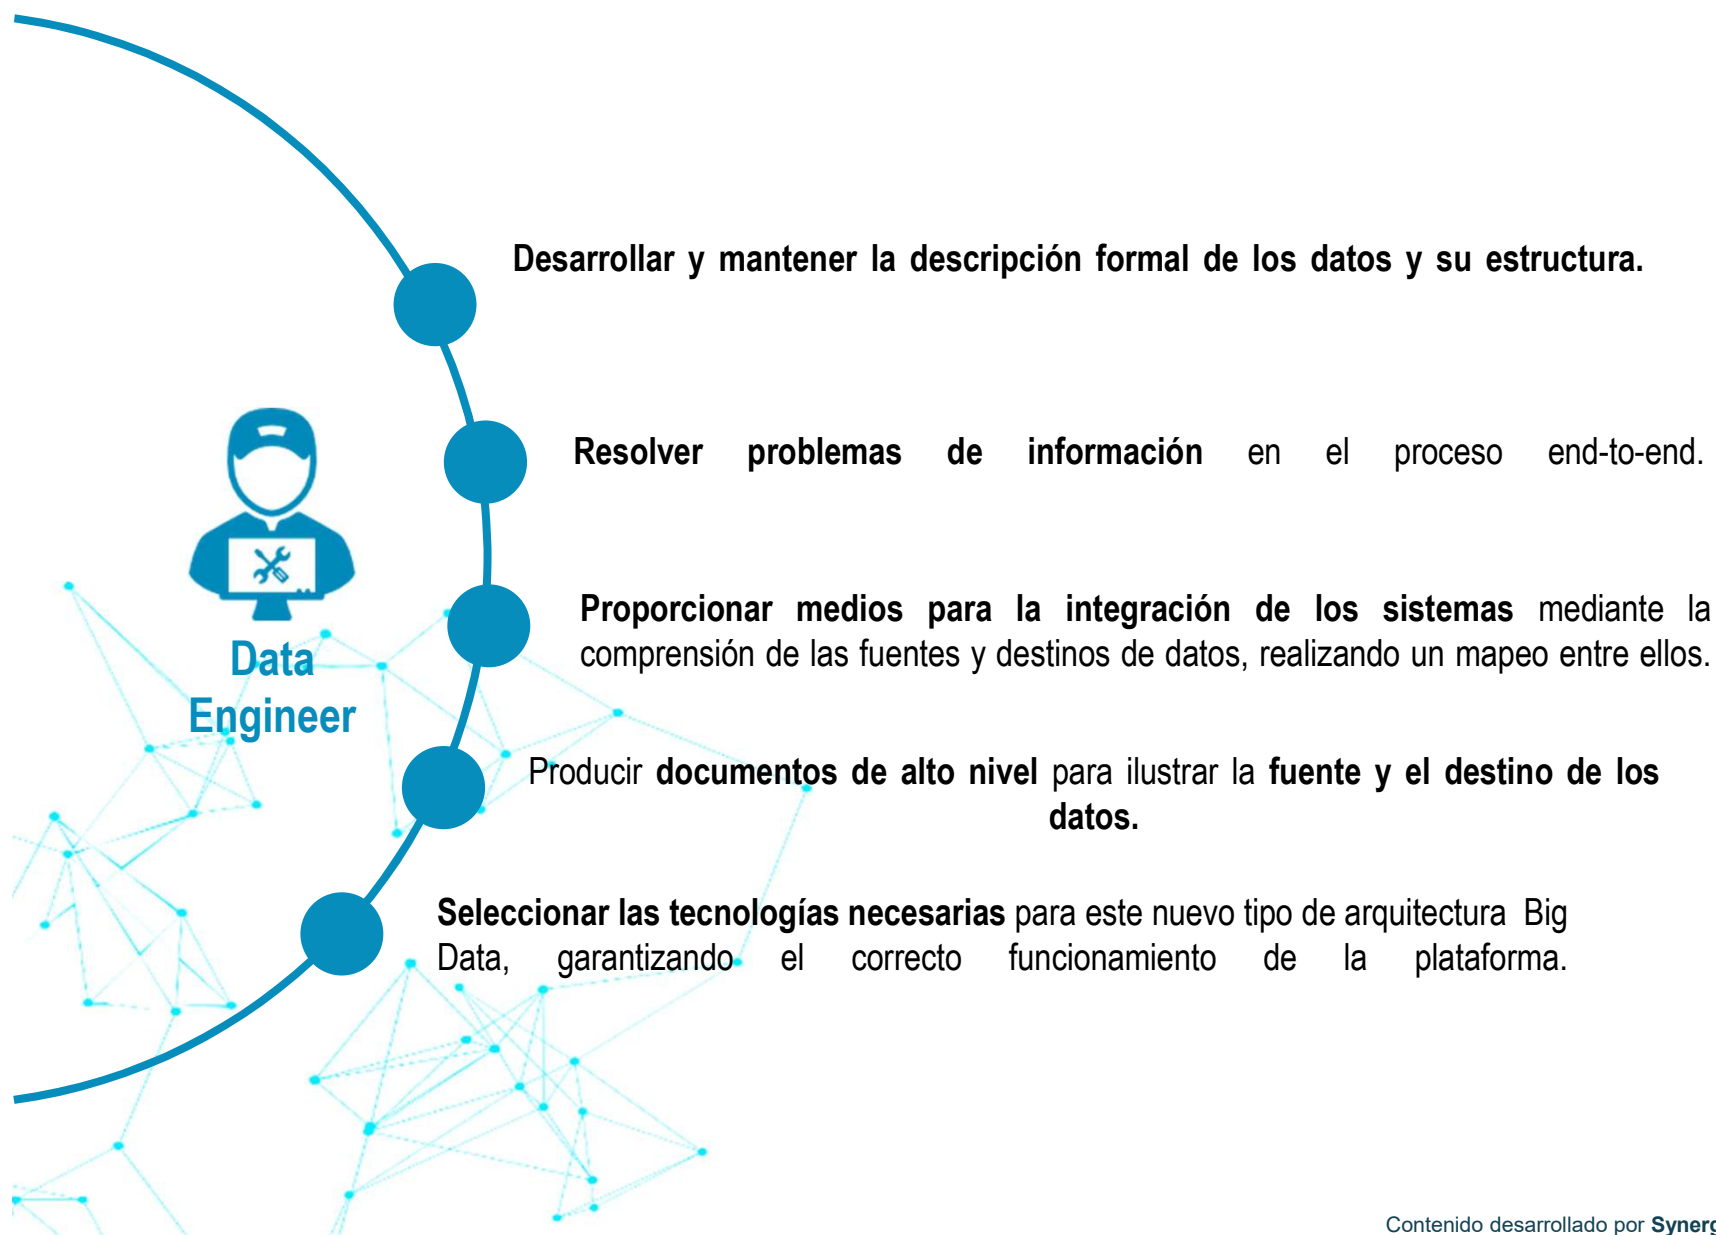 Desarrollar y mantener la descripción formal de los datos y su estructura.
Resolver problemas de información en el proceso end-to-end.
Proporcionar medios para la integración de los sistemas mediante la
comprensión de las fuentes y destinos de datos, realizando un mapeo entre ellos.
Data
Engineer
Producir documentos de alto nivel para ilustrar la fuente y el destino de los
datos.
Seleccionar las tecnologías necesarias para este nuevo tipo de arquitectura Big
Data, garantizando el correcto funcionamiento de la plataforma.
Contenido desarrollado por Synerg